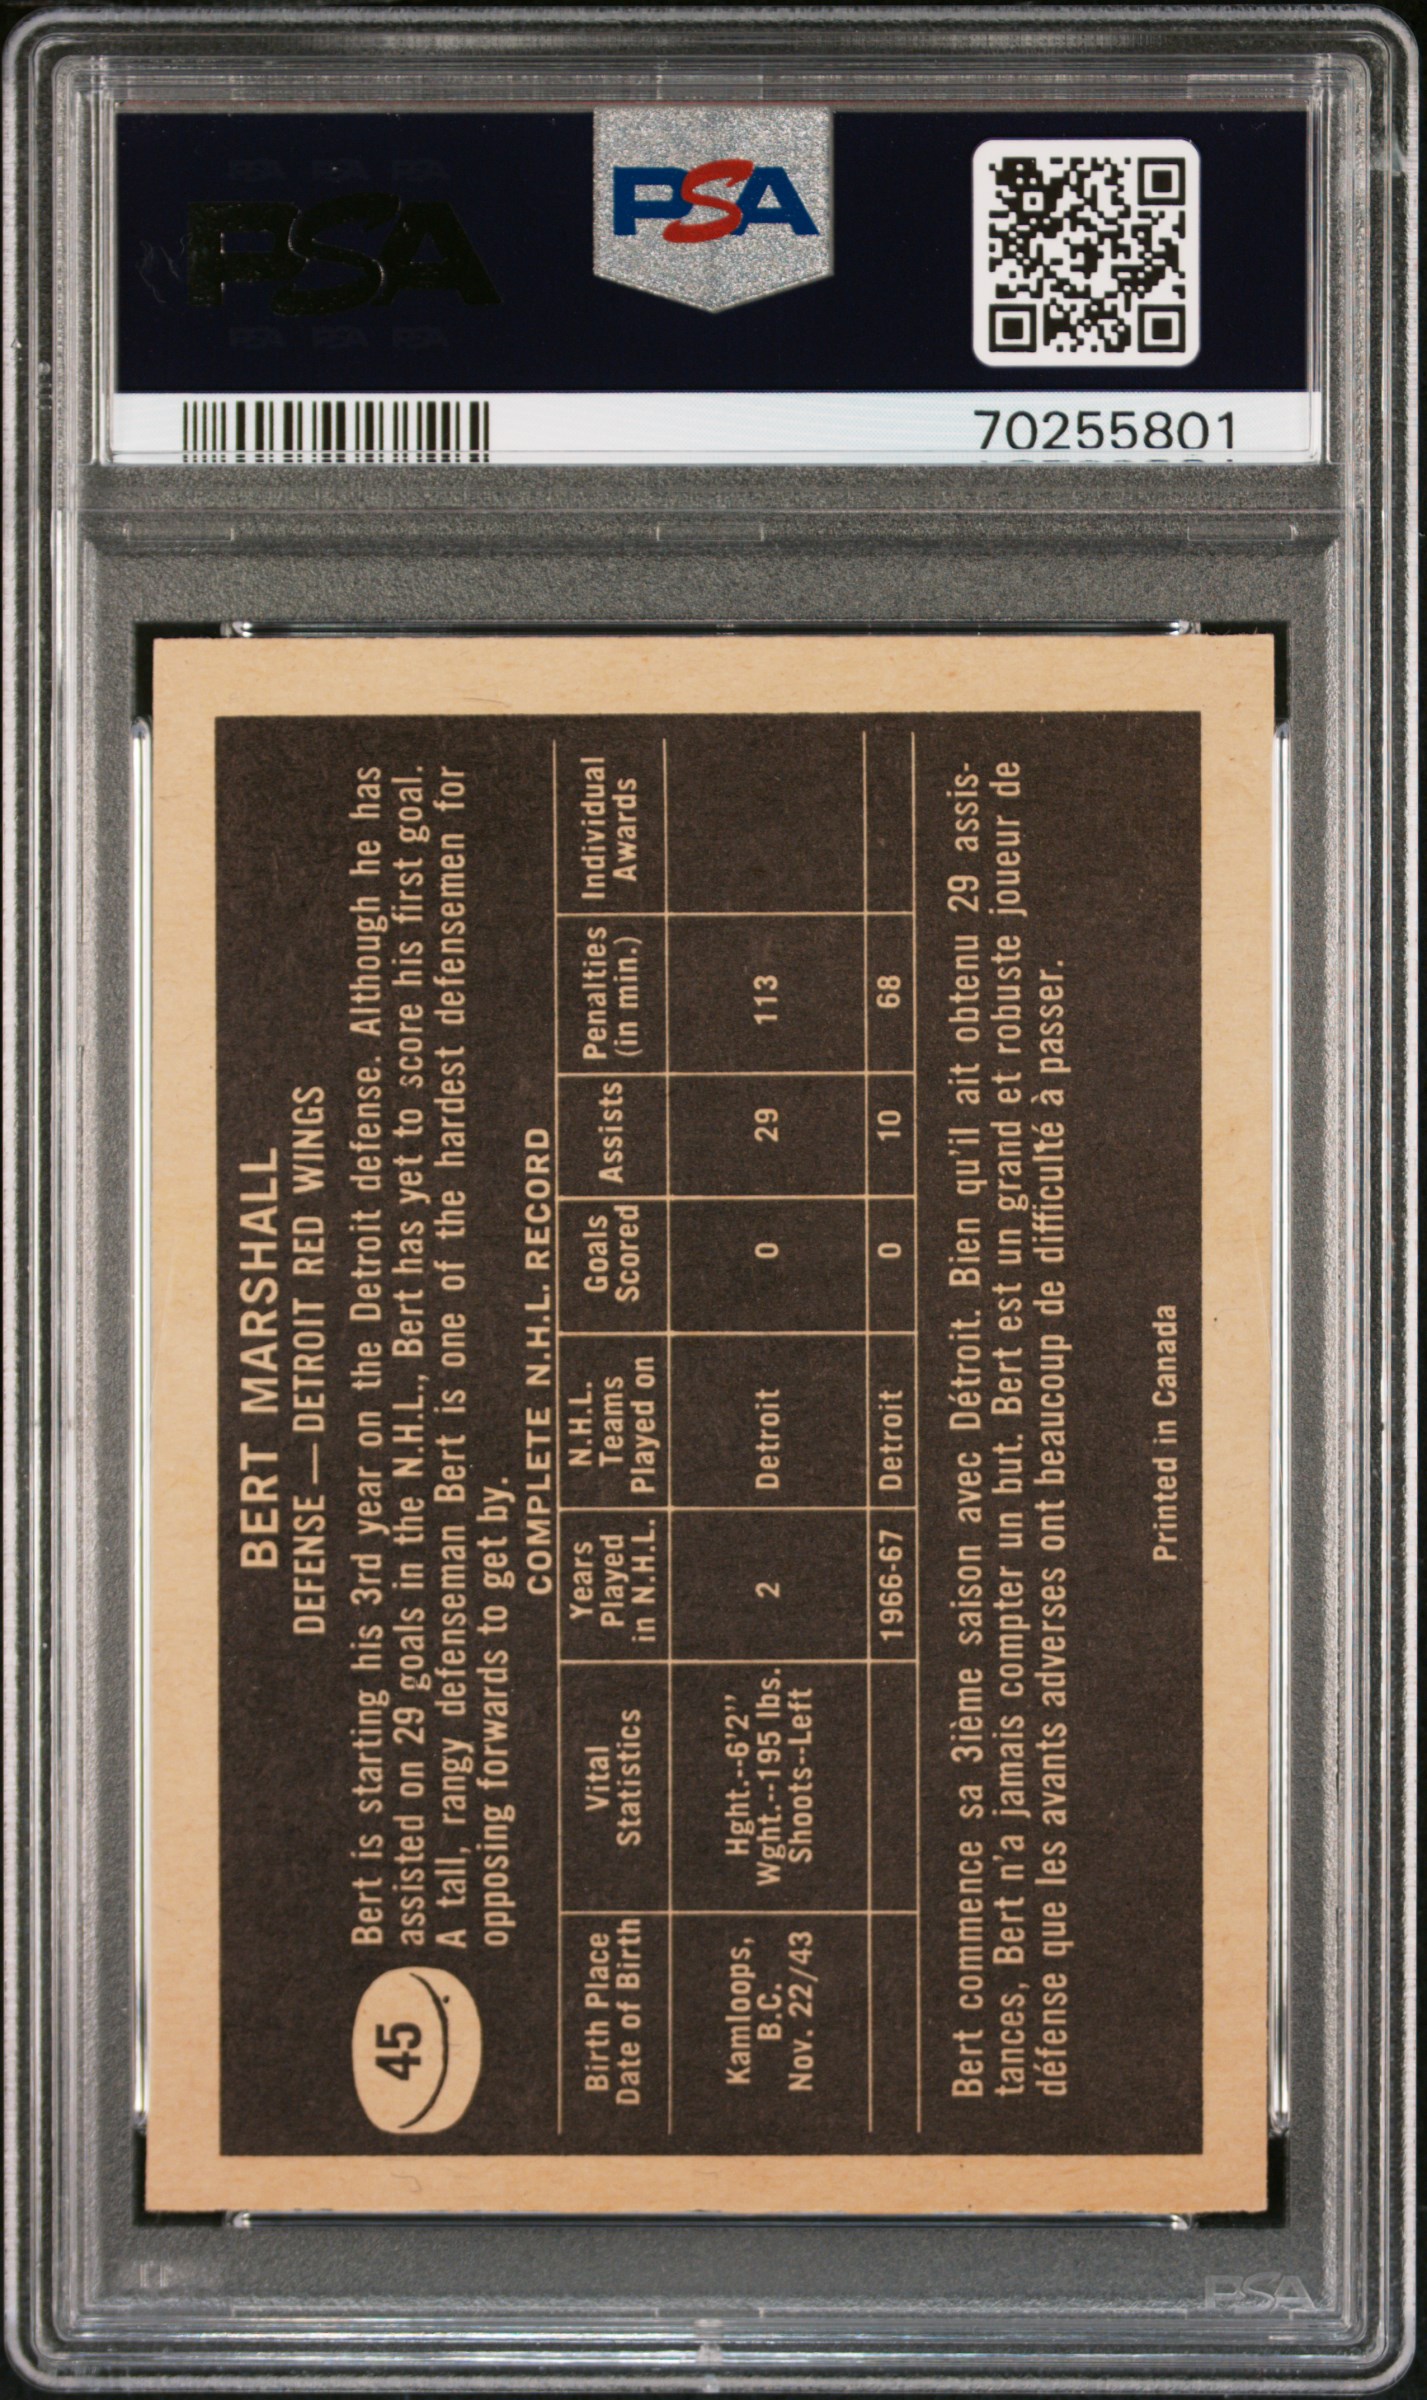 PSA
PSA
70255801
BERT MARSHALL
DEFENSE—DETROIT RED WINGS
45
Bert is starting his 3rd year on the Detroit defense. Although he has
assisted on 29 goals in the N.H.L., Bert has yet to score his first goal.
A tall, rangy defenseman Bert is one of the hardest defensemen for
opposing forwards to get by.
COMPLETE N.H.L. RECORD
Birth Place Date of Birth | Vital Statistics | Years Played in N.H.L. | N.H.L. Teams Played on | Goals Scored | Assists | Penalties (in min.) | Individual Awards
Kamloops, B.C. Nov. 22/43 | Hght.--6'2" Wght.--195 lbs. Shoots--Left | 2 | Detroit | 0 | 29 | 113
1966-67 | Detroit | 0 | 10 | 68
Bert commence sa 3ième saison avec Détroit. Bien qu'il ait obtenu 29 assis-
tances, Bert n'a jamais compter un but. Bert est un grand et robuste joueur de
défense que les avants adverses ont beaucoup de difficulté à passer.
Printed in Canada
PSA